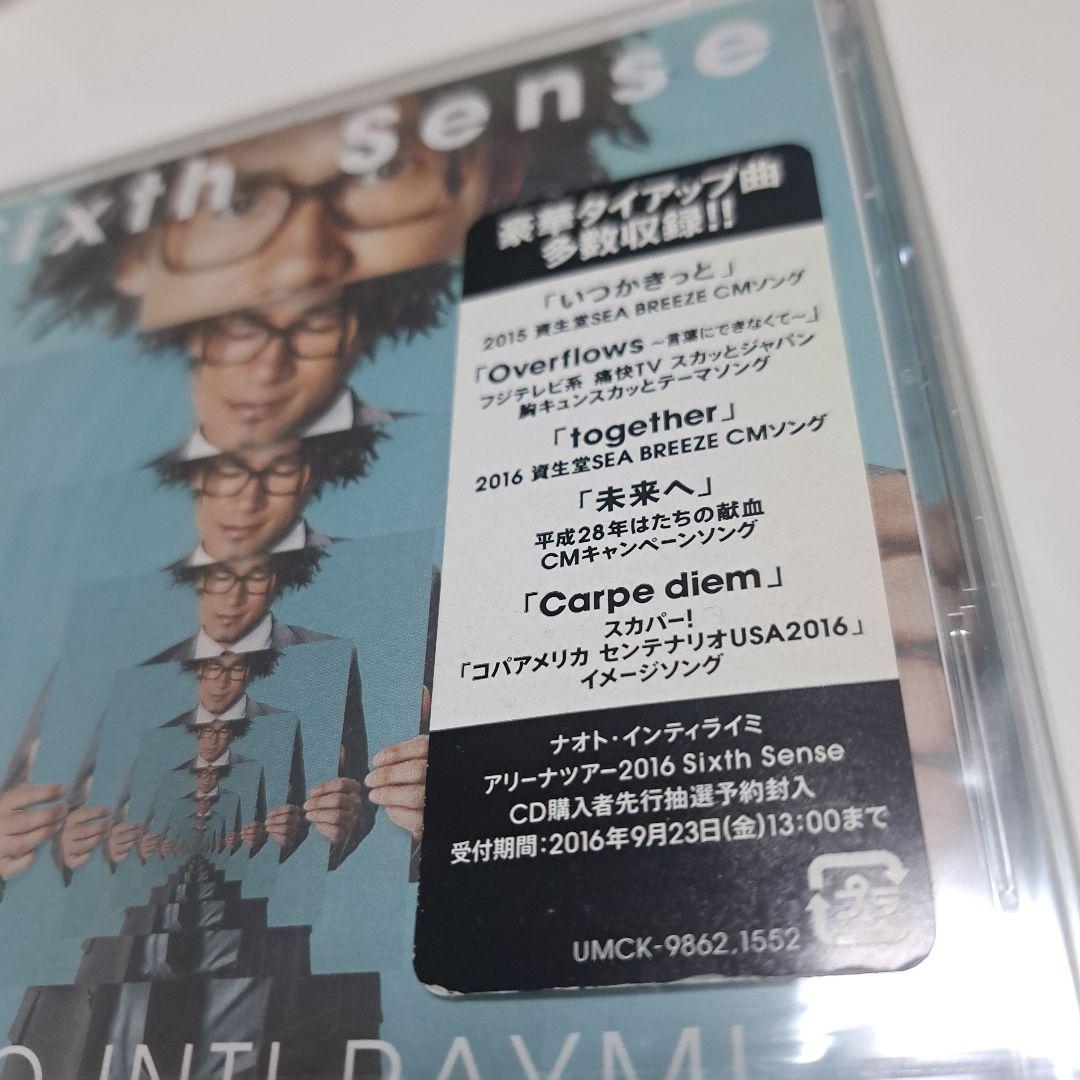 sixth sense
豪華タイアップ曲
多数収録!!
「いつかきっと」
2015 資生堂SEA BREEZE CMソング
「Overflows ~言葉にできなくて~」
フジテレビ系 痛快TV スカッとジャパン
胸キュンスカッとテーマソング
「together」
2016 資生堂SEA BREEZE CMソング
「未来へ」
平成28年はたちの献血
CMキャンペーンソング
「Carpe diem」
スカパー!
「コパアメリカ センテナリオUSA2016」
イメージソング
ナオト・インティライミ
アリーナツアー2016 Sixth Sense
CD購入者先行抽選予約封入
受付期間:2016年9月23日(金)13:00まで
プラ
UMCK-9862,1552
O INTI RAYMI